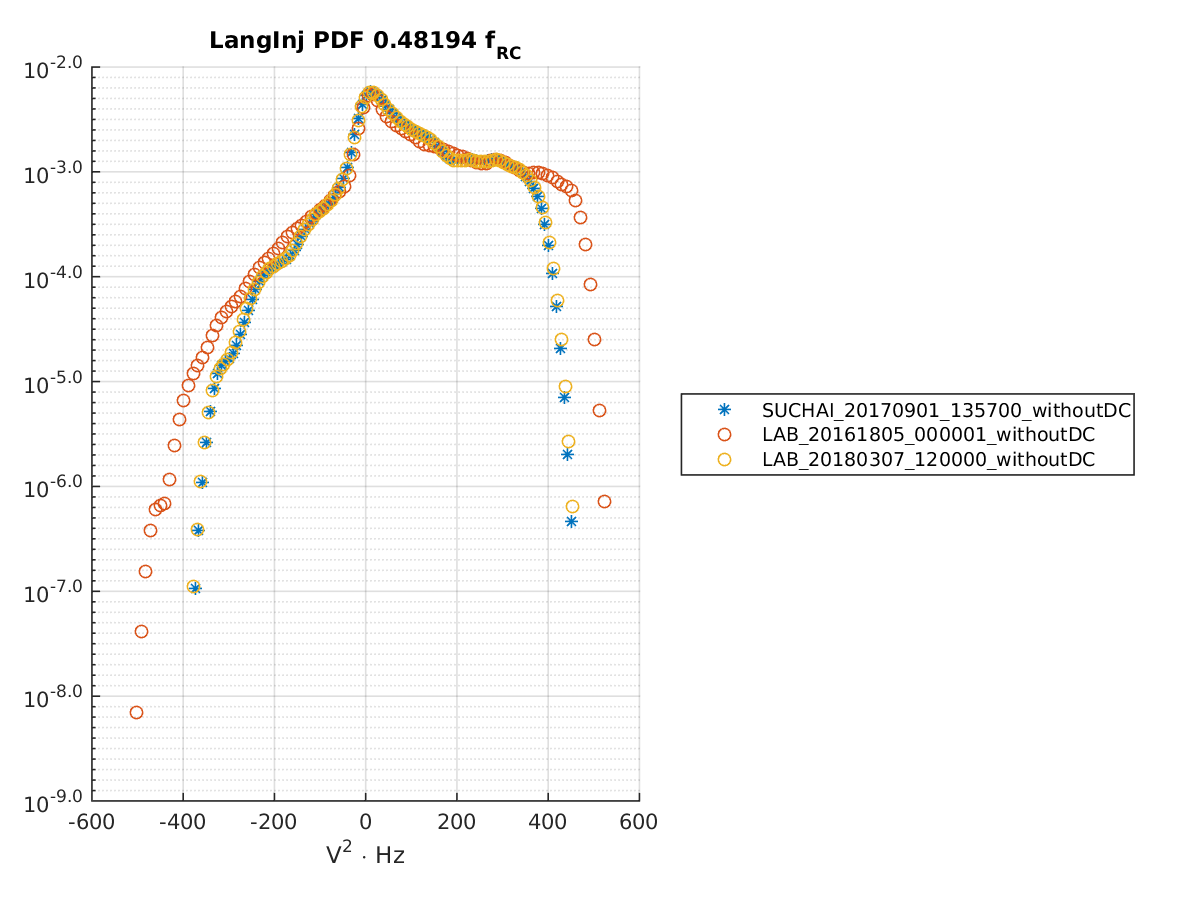 LangInj PDF 0.48194 f_RC
10^-2.0
10^-3.0
10^-4.0
10^-5.0
10^-6.0
10^-7.0
10^-8.0
10^-9.0
-600 -400 -200 0 200 400 600
V² · Hz
SUCHAI_20170901_135700_withoutDC
LAB_20161805_000001_withoutDC
LAB_20180307_120000_withoutDC